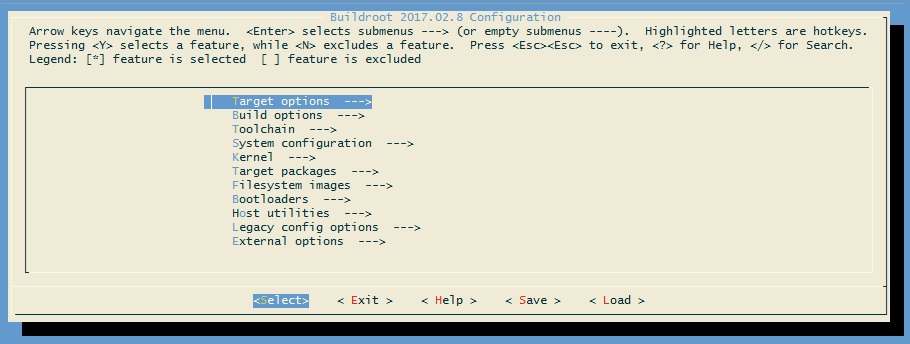 Buildroot 2017.02.8 Configuration
Arrow keys navigate the menu.  <Enter> selects submenus ---> (or empty submenus ----).  Highlighted letters are hotkeys.
Pressing <Y> selects a feature, while <N> excludes a feature.  Press <Esc><Esc> to exit, <?> for Help, </> for Search.
Legend: [*] feature is selected  [ ] feature is excluded
Target options  --->
Build options  --->
Toolchain  --->
System configuration  --->
Kernel  --->
Target packages  --->
Filesystem images  --->
Bootloaders  --->
Host utilities  --->
Legacy config options  --->
External options  --->
<Select>    < Exit >    < Help >    < Save >    < Load >